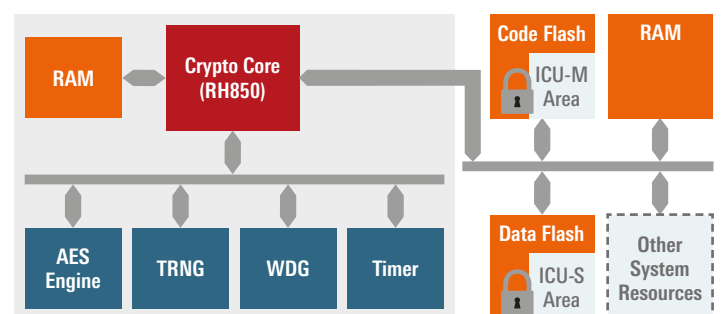 RAM
Crypto Core
(RH850)
Code Flash
ICU-M
Area
RAM
AES
Engine
TRNG
WDG
Timer
Data Flash
ICU-S
Area
Other
System
Resources